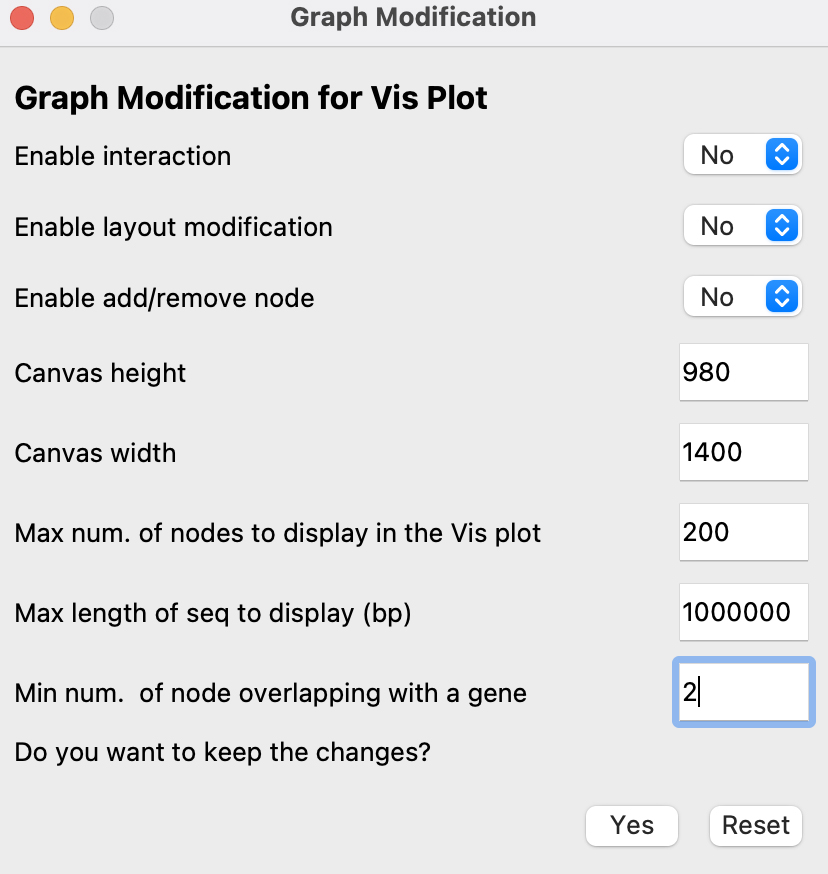 Graph Modification
Graph Modification for Vis Plot
Enable interaction No
Enable layout modification No
Enable add/remove node No
Canvas height 980
Canvas width 1400
Max num. of nodes to display in the Vis plot 200
Max length of seq to display (bp) 1000000
Min num.  of node overlapping with a gene 2
Do you want to keep the changes?
Yes Reset